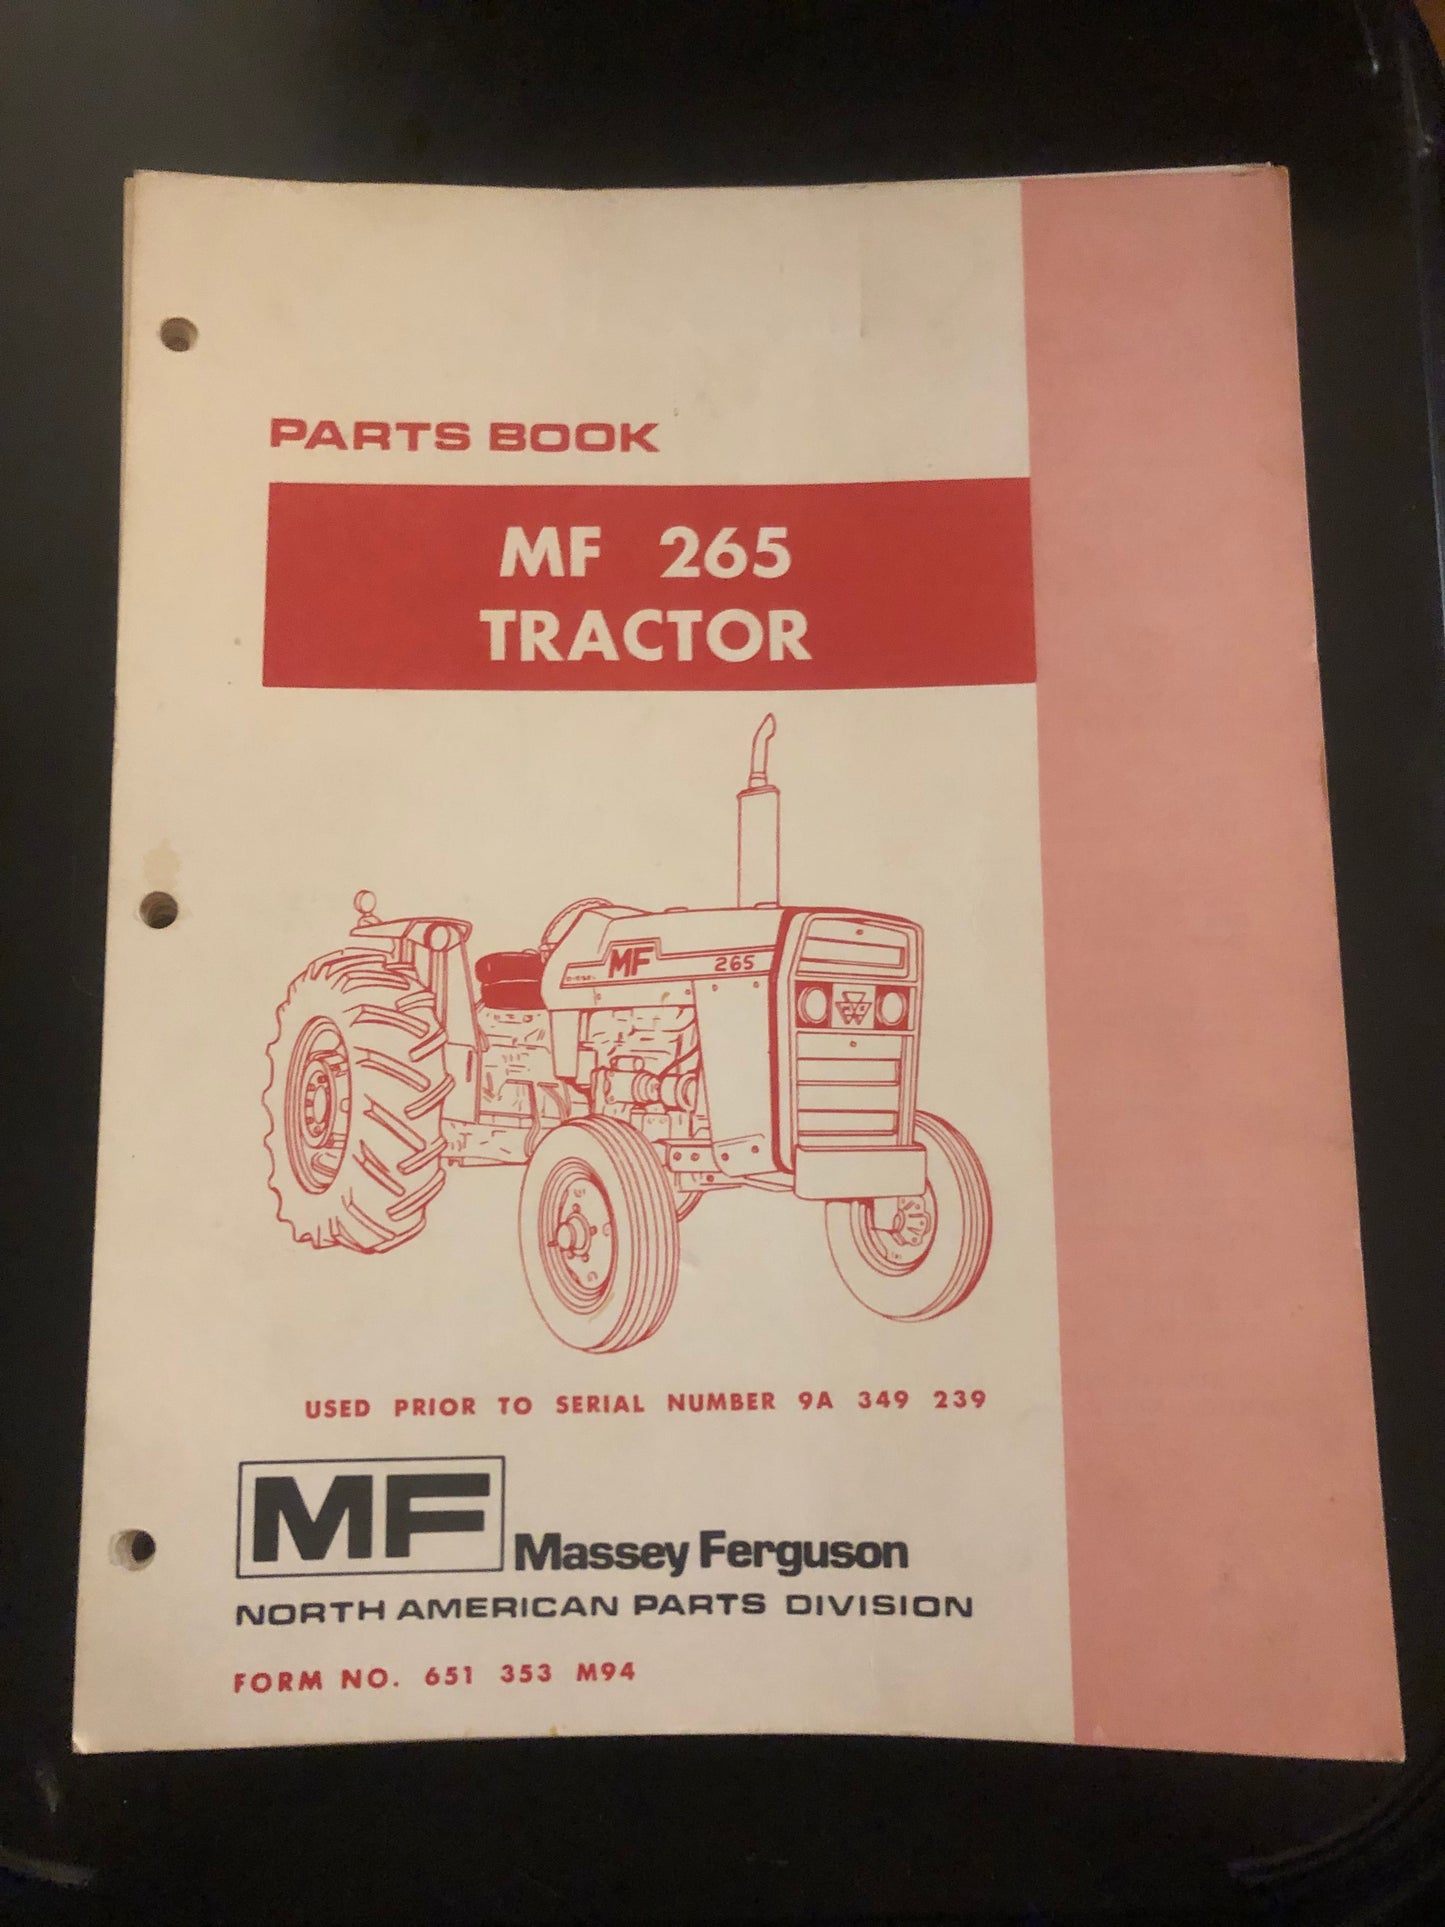 PARTS BOOK
MF 265
TRACTOR
DIESEL
MF
265
USED PRIOR TO SERIAL NUMBER 9A 349 239
MF Massey Ferguson
NORTH AMERICAN PARTS DIVISION
FORM NO. 651 353 M94